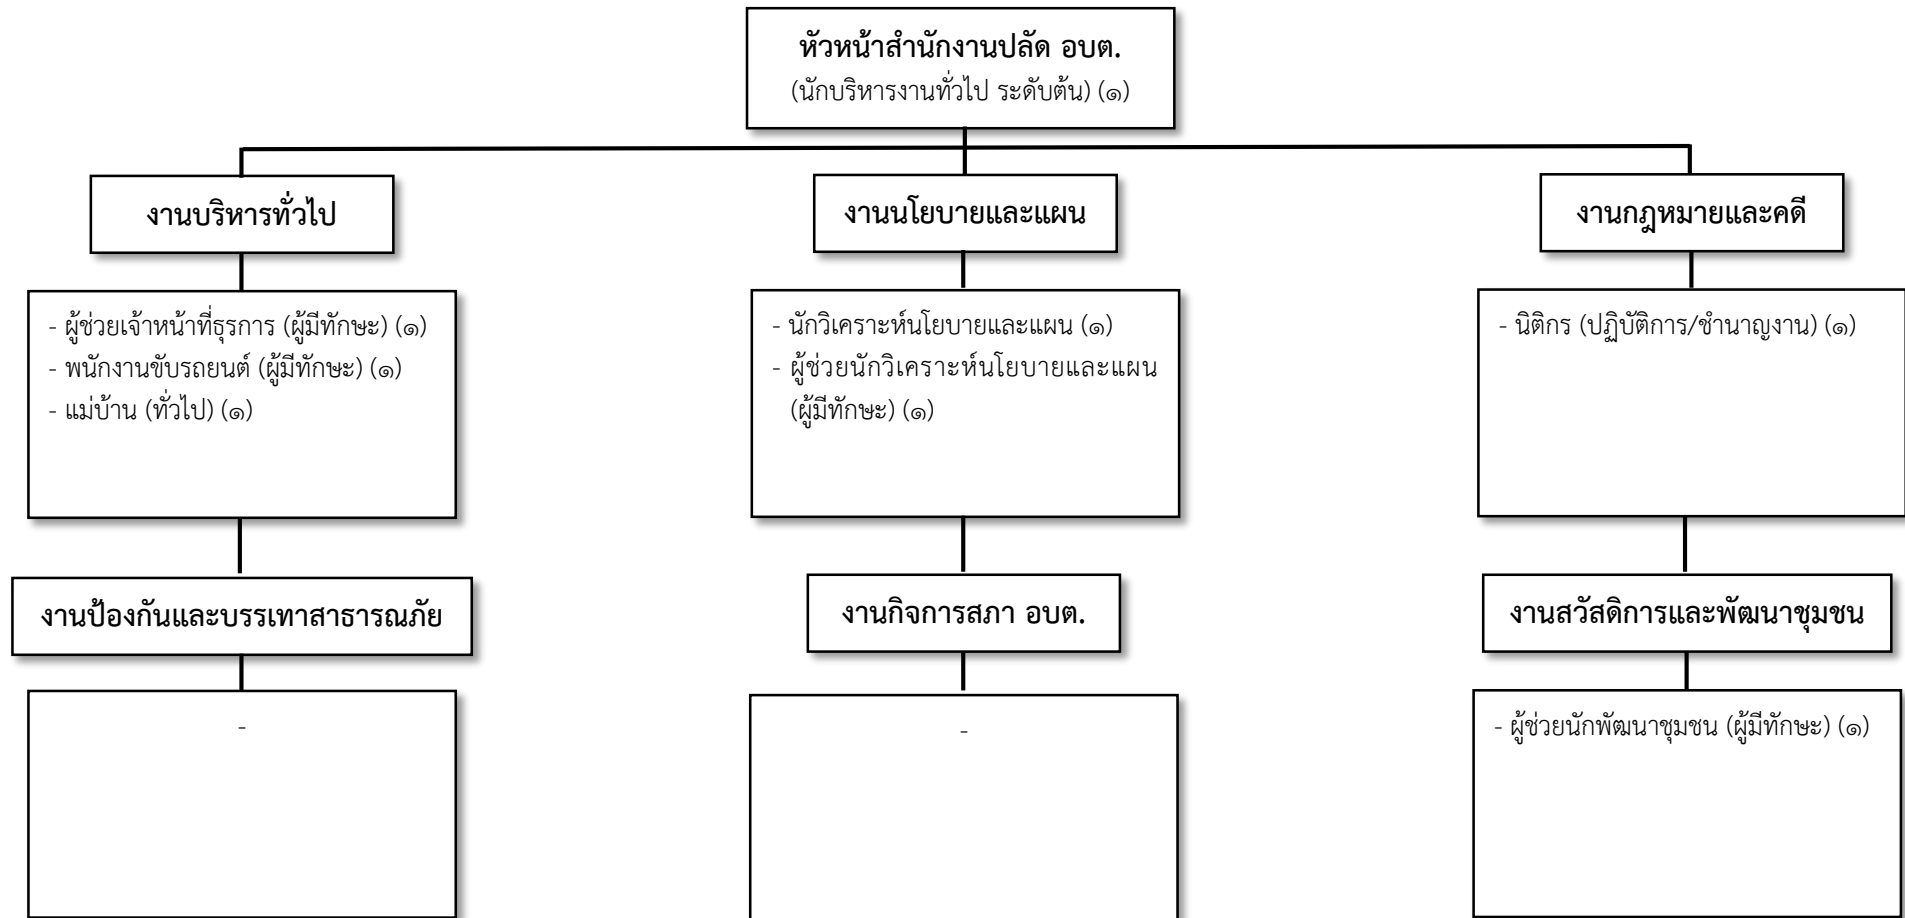 หัวหน้าสำนักงานปลัด อบต.
(นักบริหารงานทั่วไป ระดับต้น) (๑)
งานบริหารทั่วไป
งานนโยบายและแผน
งานกฎหมายและคดี
- ผู้ช่วยเจ้าหน้าที่ธุรการ (ผู้มีทักษะ) (๑)
- พนักงานขับรถยนต์ (ผู้มีทักษะ) (๑)
- แม่บ้าน (ทั่วไป) (๑)
- นักวิเคราะห์นโยบายและแผน (๑)
- ผู้ช่วยนักวิเคราะห์นโยบายและแผน
(ผู้มีทักษะ) (๑)
- นิติกร (ปฏิบัติการ/ชำนาญงาน) (๑)
งานป้องกันและบรรเทาสาธารณภัย
งานกิจการสภา อบต.
งานสวัสดิการและพัฒนาชุมชน
-
-
- ผู้ช่วยนักพัฒนาชุมชน (ผู้มีทักษะ) (๑)